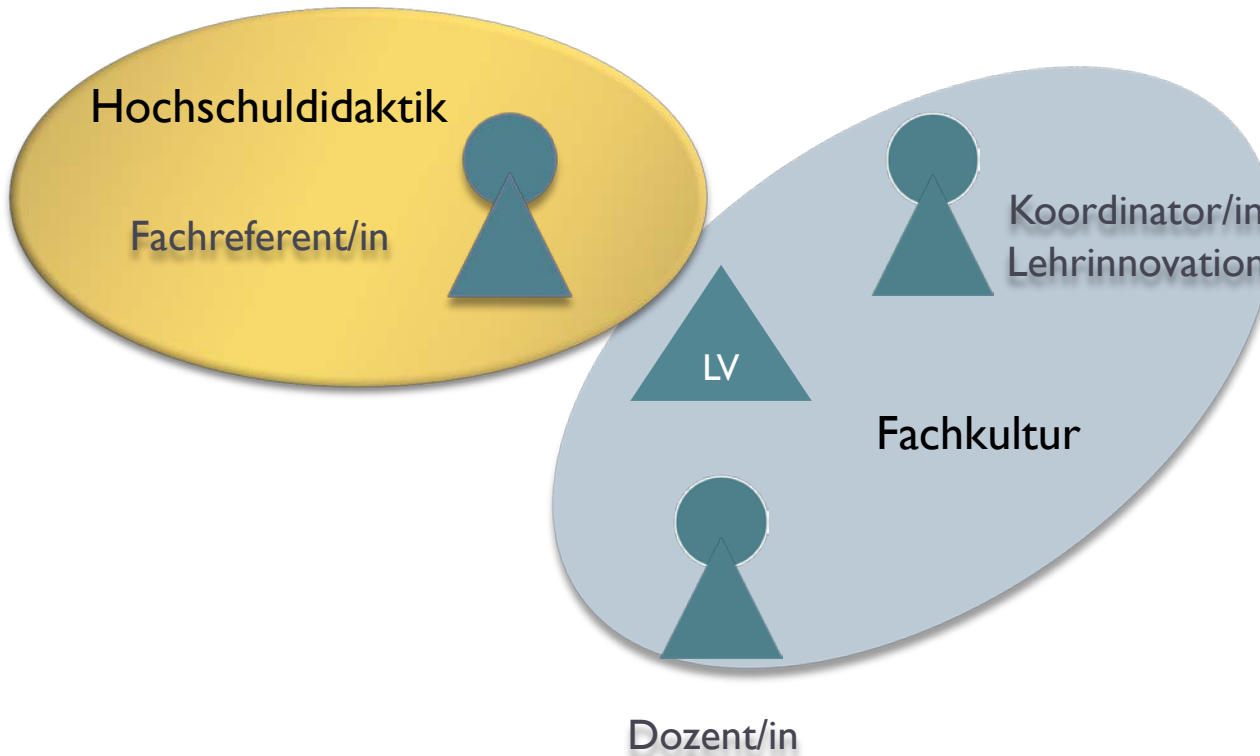 Hochschuldidaktik
Fachreferent/in
Koordinator/in
Lehrinnovation
LV
Fachkultur
Dozent/in